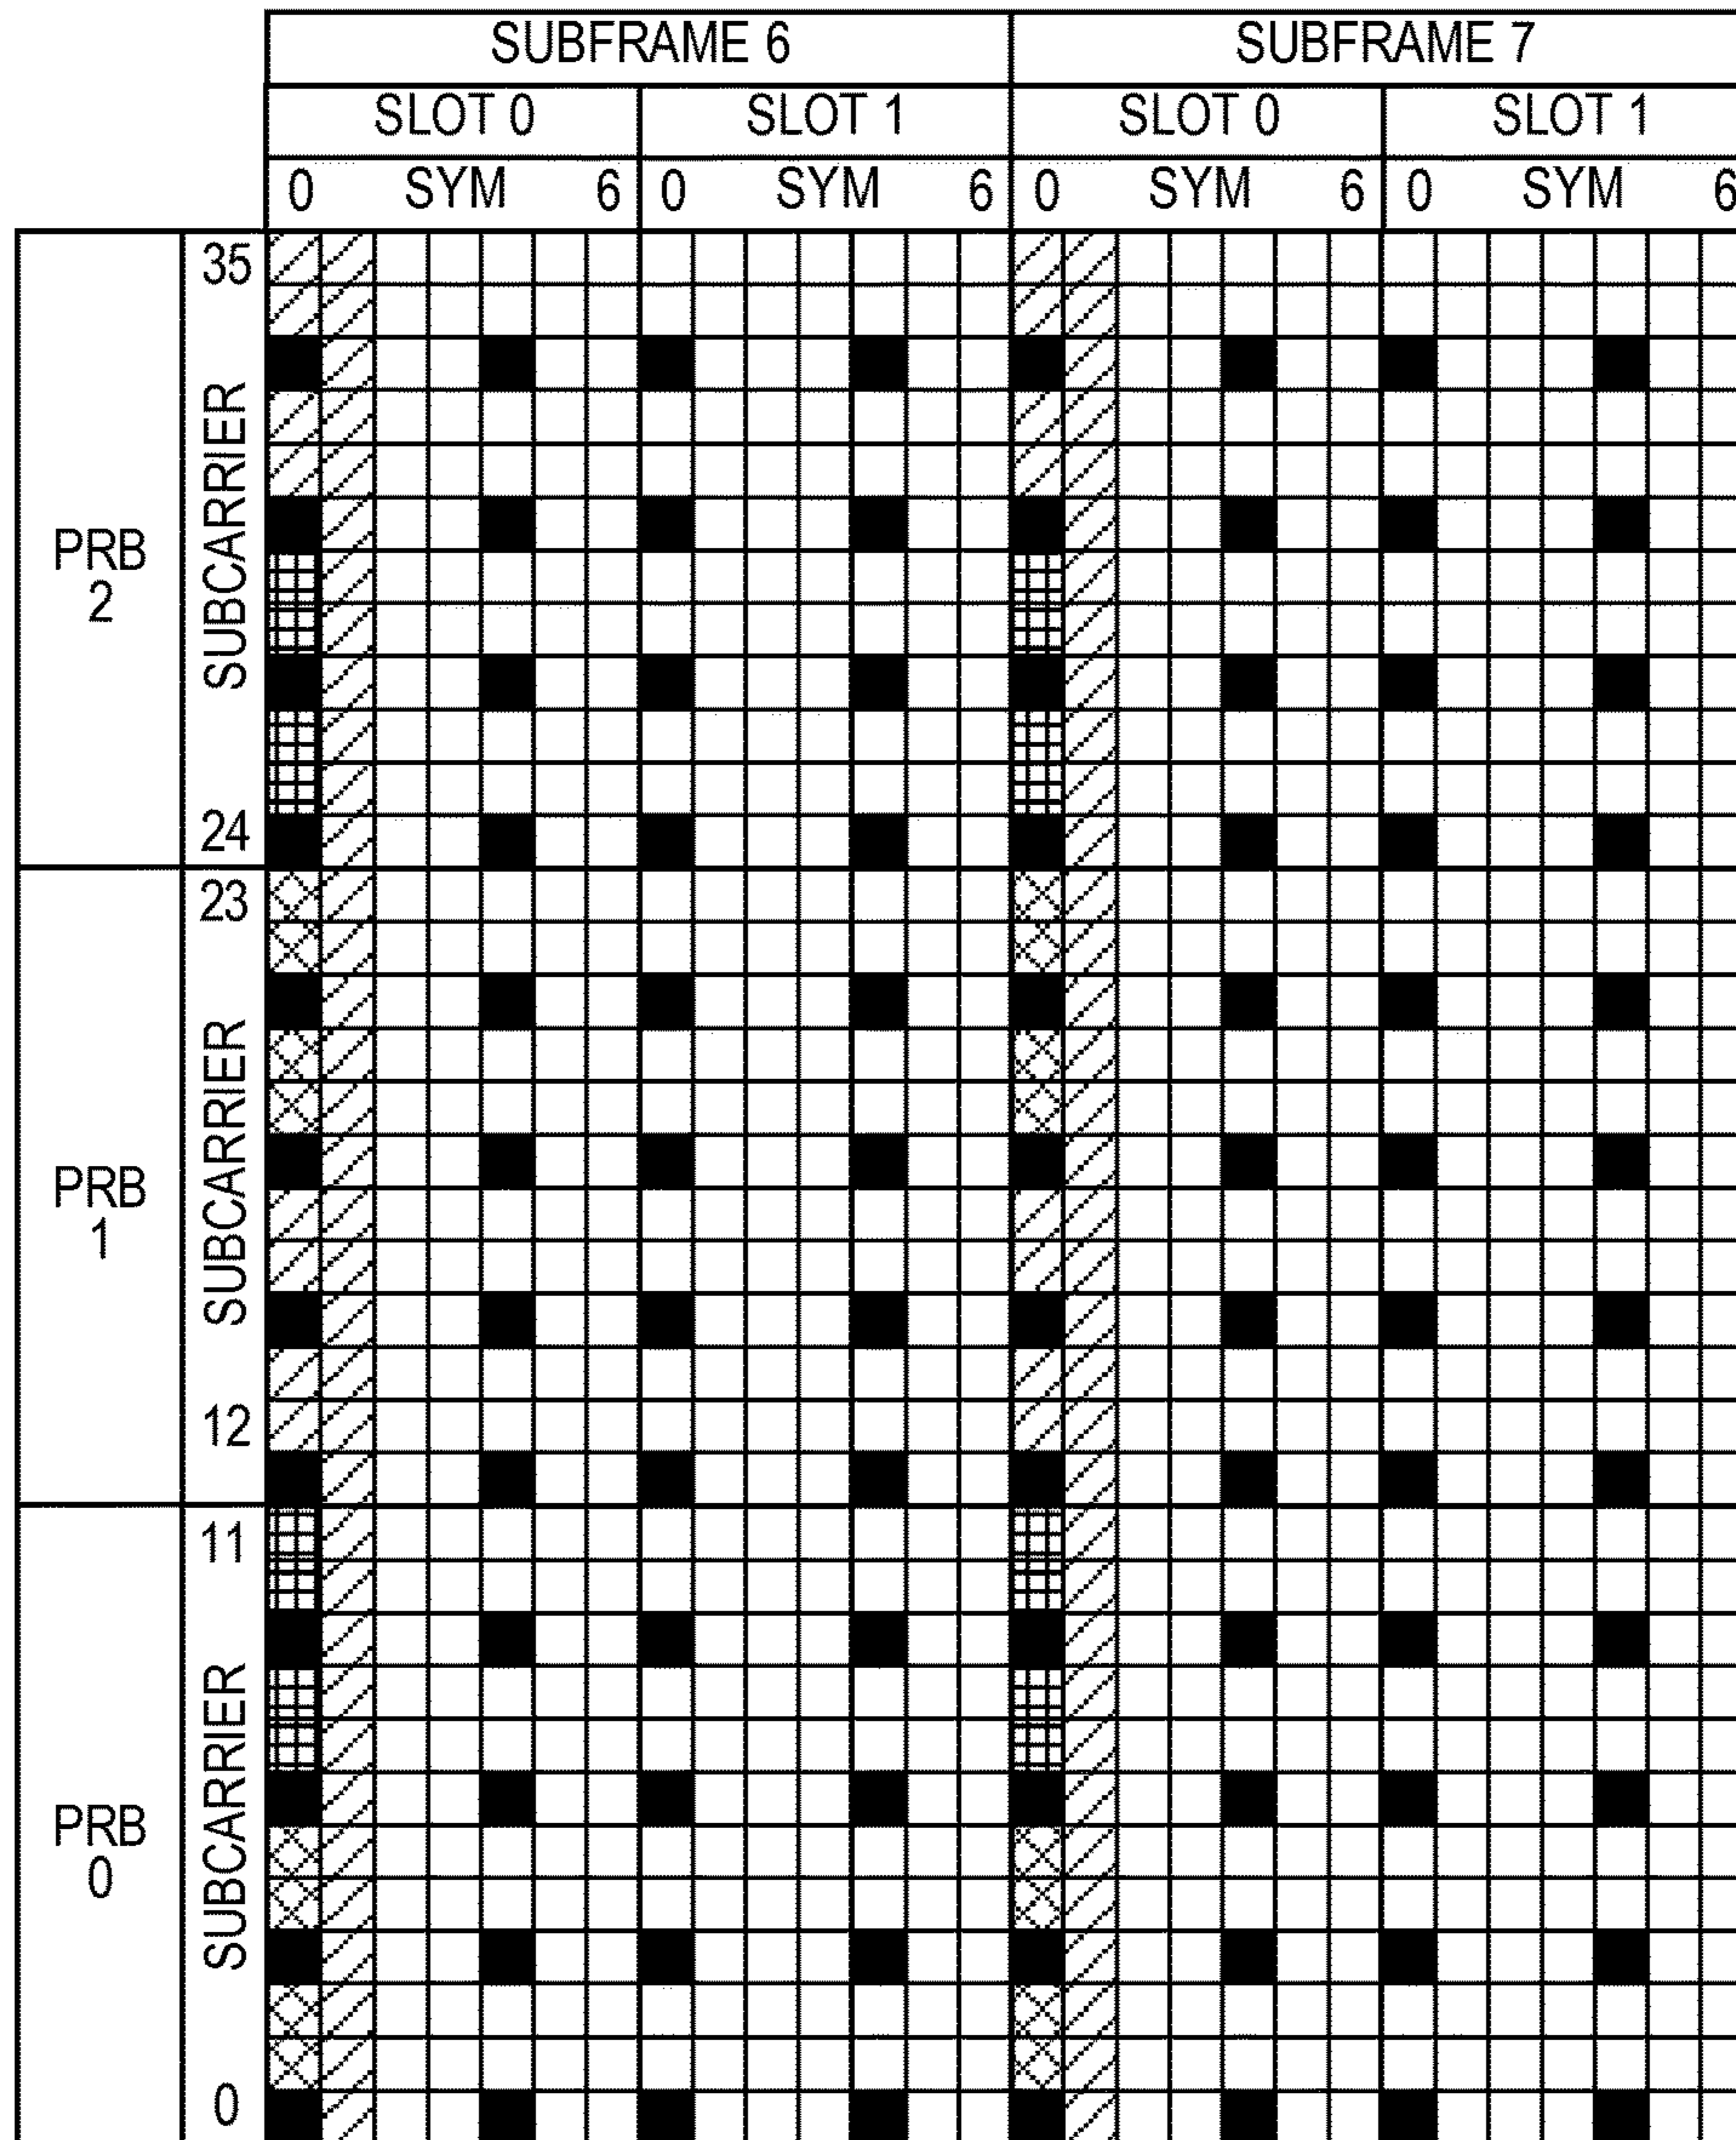 SUBFRAME 6 SUBFRAME 7
SLOT 0 SLOT 1 SLOT 0 SLOT 1
0 SYM 6 0 SYM 6 0 SYM 6 0 SYM 6
PRB
2
SUBCARRIER
35
24
PRB
1
SUBCARRIER
23
12
PRB
0
SUBCARRIER
11
0